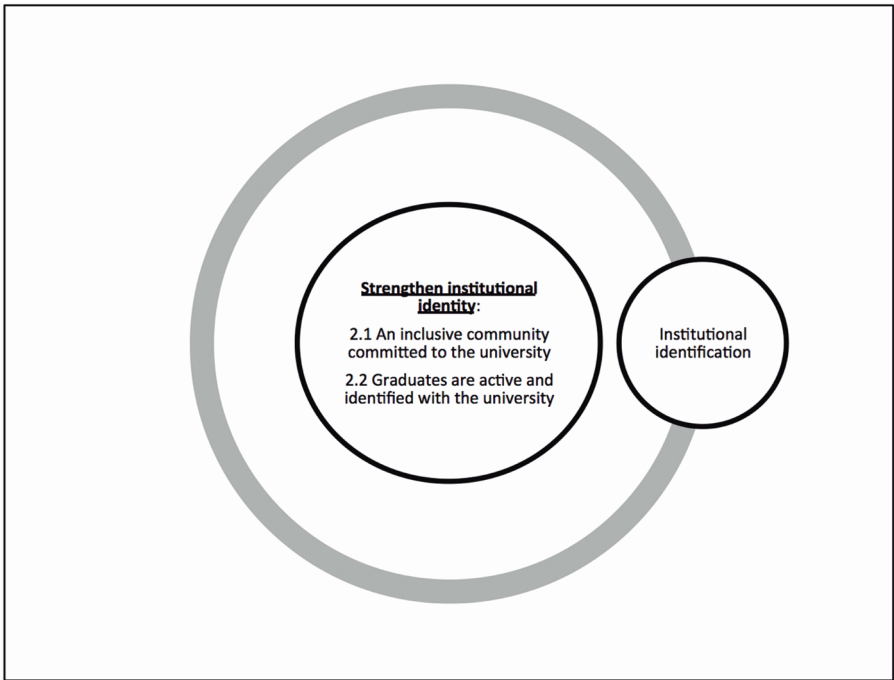 Strengthen institutional
identity:
2.1 An inclusive community
committed to the university
2.2 Graduates are active and
identified with the university
Institutional
identification